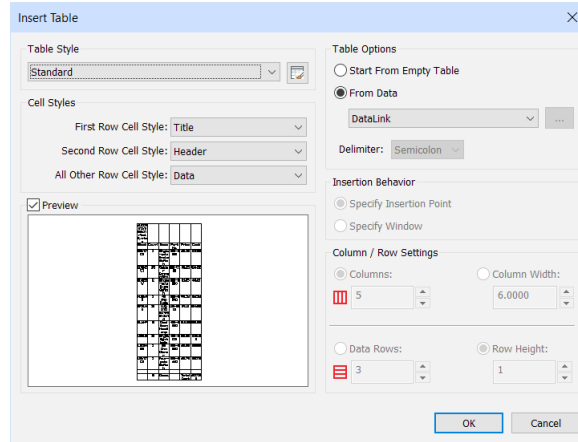 Insert Table
Table Style
Standard
Cell Styles
First Row Cell Style: Title
Second Row Cell Style: Header
All Other Row Cell Style: Data
Preview
Table Options
Start From Empty Table
From Data
DataLink
...
Delimiter: Semicolon
Insertion Behavior
Specify Insertion Point
Specify Window
Column / Row Settings
Columns: Column Width:
5 6.0000
Data Rows: Row Height:
3 1
OK Cancel